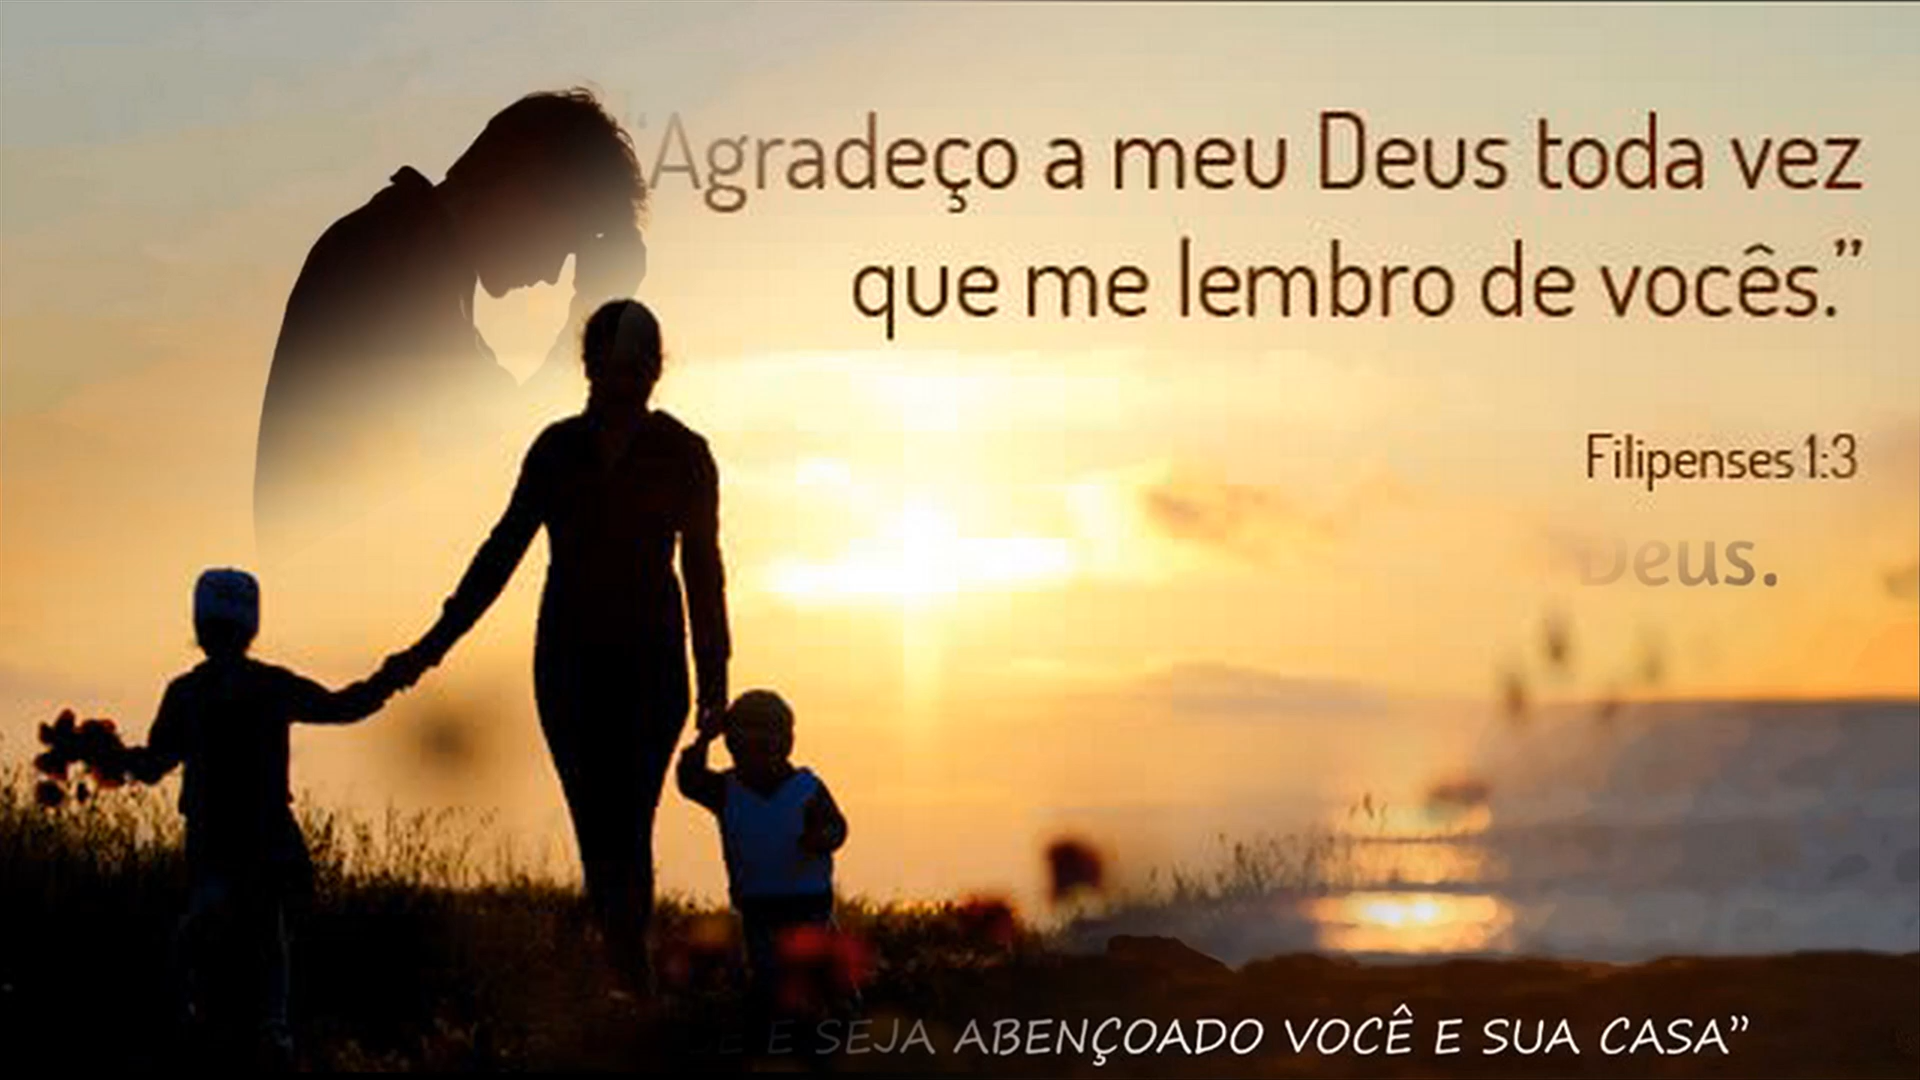 “Agradeço a meu Deus toda vez
que me lembro de vocês.”
Filipenses 1:3
Deus.
E SEJA ABENÇOADO VOCÊ E SUA CASA”